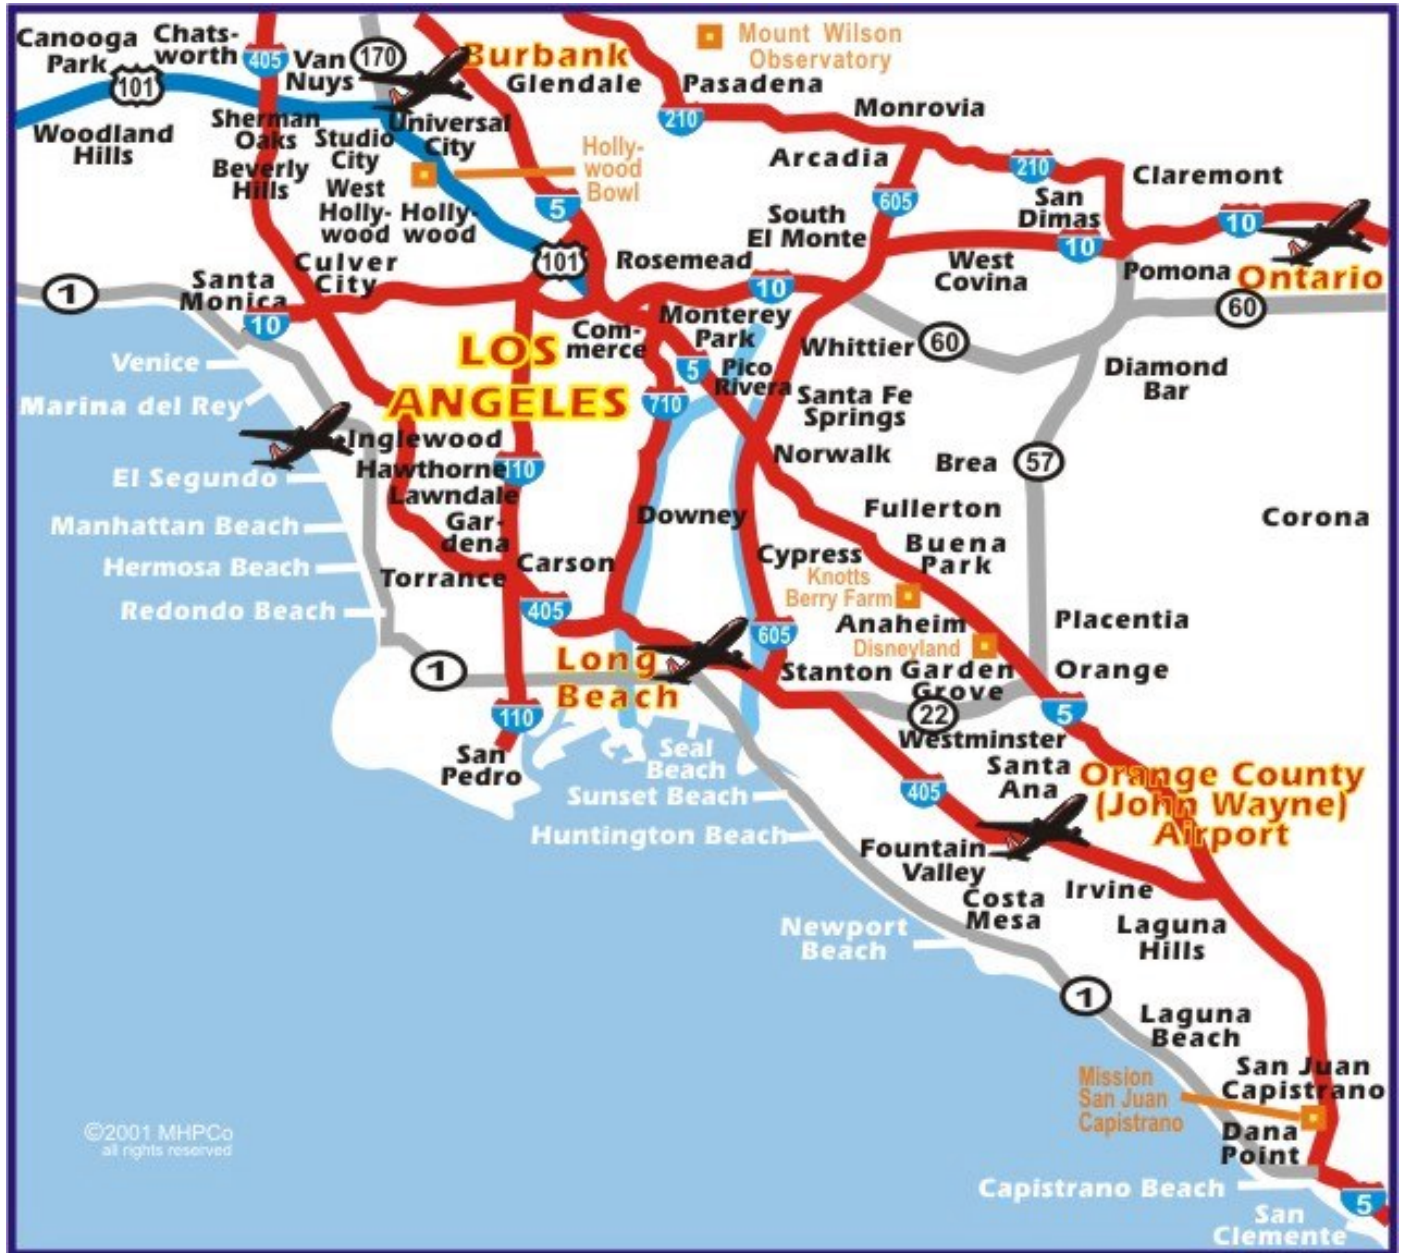 Canooga
Park
Chats-
worth
405
Van
Nuys
170
Burbank
Glendale
Mount Wilson
Observatory
Pasadena
101
210
Monrovia
Woodland
Hills
Sherman
Oaks
Studio
City
Universal
City
Holly-
wood
Bowl
Arcadia
210
Claremont
Beverly
Hills
West
Holly-
wood
Holly-
wood
5
605
San
Dimas
South
El Monte
10
10
101
Rosemead
West
Covina
Pomona
Ontario
Culver
City
1
Santa
Monica
10
10
60
Com-
merce
Monterey
Park
Whittier
60
LOS
ANGELES
Venice
5
Pico
Rivera
Diamond
Bar
Marina del Rey
710
Santa Fe
Springs
Inglewood
Norwalk
Brea
57
Hawthorne
110
El Segundo
Lawndale
Fullerton
Corona
Manhattan Beach
Gar-
dena
Downey
Buena
Park
Hermosa Beach
Torrance
Carson
Cypress
Knotts
Berry Farm
Redondo Beach
405
605
Anaheim
Disneyland
Placentia
1
Long
Beach
Stanton
Garden
Grove
Orange
110
22
5
San
Pedro
Seal
Beach
Westminster
Santa
Ana
Sunset Beach
405
Orange County
(John Wayne)
Airport
Huntington Beach
Fountain
Valley
Costa
Mesa
Irvine
Newport
Beach
Laguna
Hills
1
Laguna
Beach
San Juan
Capistrano
Mission
San Juan
Capistrano
Dana
Point
©2001 MHPCo
all rights reserved
Capistrano Beach
5
San
Clemente